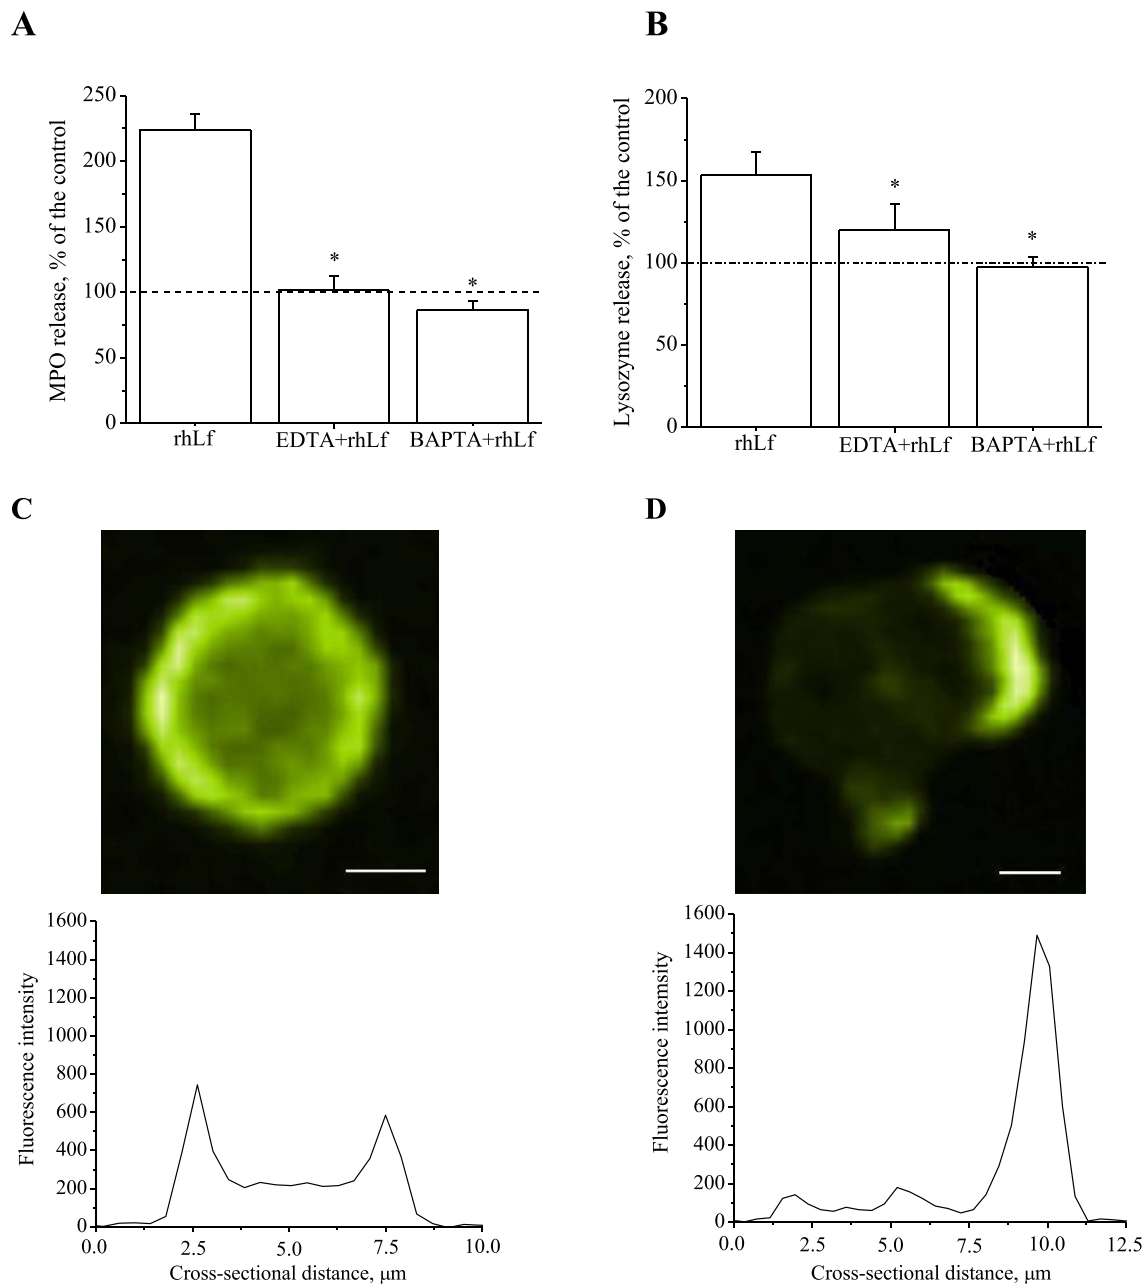 A
B
MPO release, % of the control
250
200
150
100
50
0
*
*
rhLf
EDTA+rhLf
BAPTA+rhLf
Lysozyme release, % of the control
200
150
100
50
0
*
*
rhLf
EDTA+rhLf
BAPTA+rhLf
C
D
Fluorescence intensity
1600
1400
1200
1000
800
600
400
200
0
0.0 2.5 5.0 7.5 10.0
Cross-sectional distance, μm
Fluorescence intemsity
1600
1400
1200
1000
800
600
400
200
0
0.0 2.5 5.0 7.5 10.0 12.5
Cross-sectional distance, μm